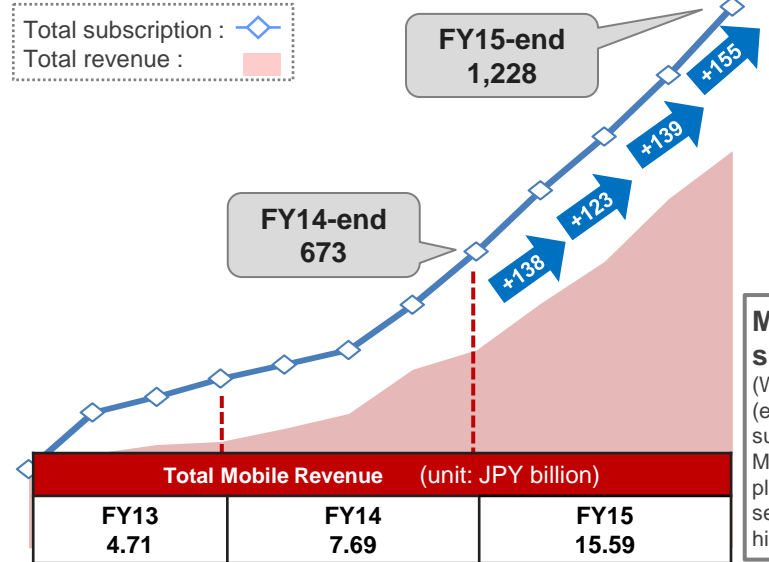 Total subscription :
Total revenue :
FY15-end
1,228
+155
+139
+123
+138
FY14-end
673
Total Mobile Revenue (unit: JPY billion)
FY13 FY14 FY15
4.71 7.69 15.59